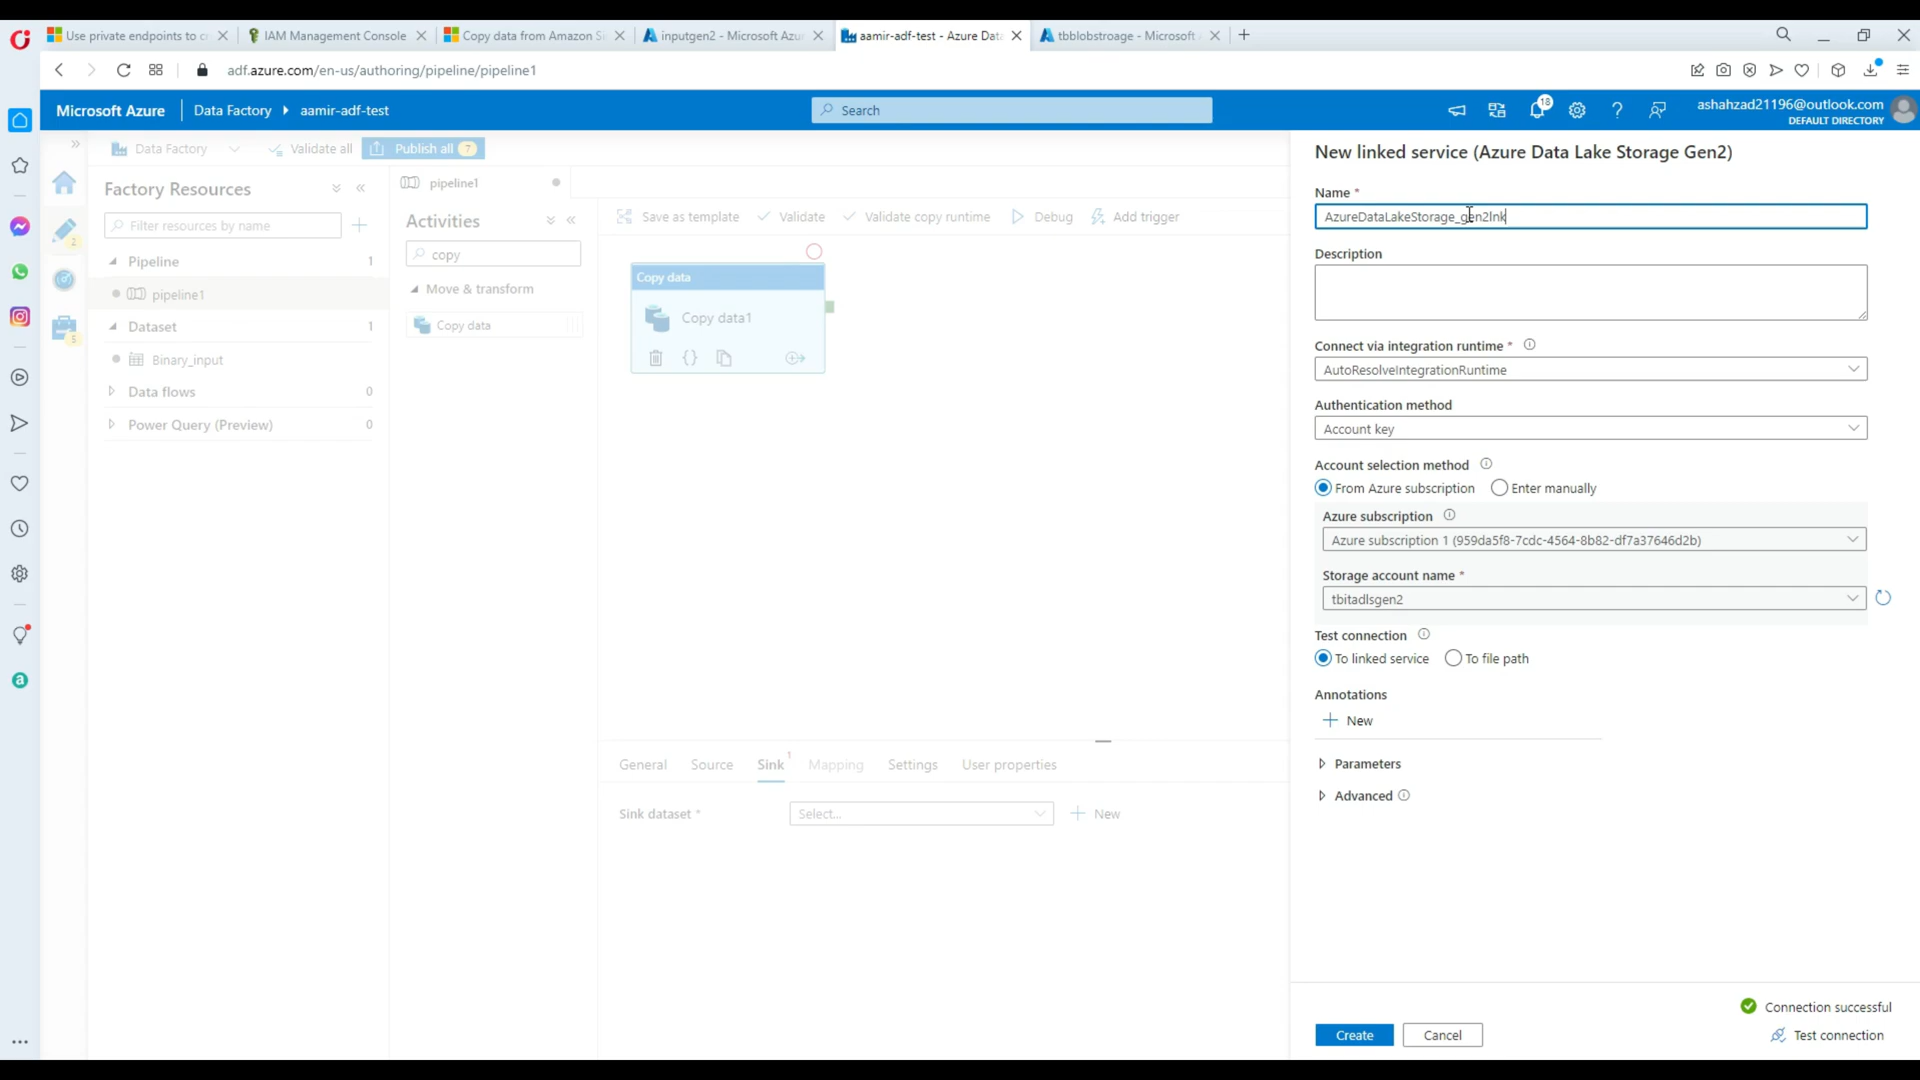 Use private endpoints to c
IAM Management Console
Copy data from Amazon S
inputgen2 - Microsoft Azu
aamir-adf-test - Azure Dat
tbblobstroage - Microsoft
adf.azure.com/en-us/authoring/pipeline/pipeline1
Microsoft Azure
Data Factory
aamir-adf-test
Search
18
ashahzad21196@outlook.com
DEFAULT DIRECTORY
Data Factory
Validate all
Publish all 7
Factory Resources
Filter resources by name
Pipeline 1
pipeline1
Dataset 1
Binary_input
Data flows 0
Power Query (Preview) 0
2
5
pipeline1
Activities
copy
Move & transform
Copy data
Save as template
Validate
Validate copy runtime
Debug
Add trigger
Copy data
Copy data1
General
Source
Sink 1
Mapping
Settings
User properties
Sink dataset *
Select...
New
New linked service (Azure Data Lake Storage Gen2)
Name *
AzureDataLakeStorage_gen2lnk
Description
Connect via integration runtime *
AutoResolveIntegrationRuntime
Authentication method
Account key
Account selection method
From Azure subscription
Enter manually
Azure subscription
Azure subscription 1 (959da5f8-7cdc-4564-8b82-df7a37646d2b)
Storage account name *
tbitadlsgen2
Test connection
To linked service
To file path
Annotations
New
Parameters
Advanced
Connection successful
Create
Cancel
Test connection